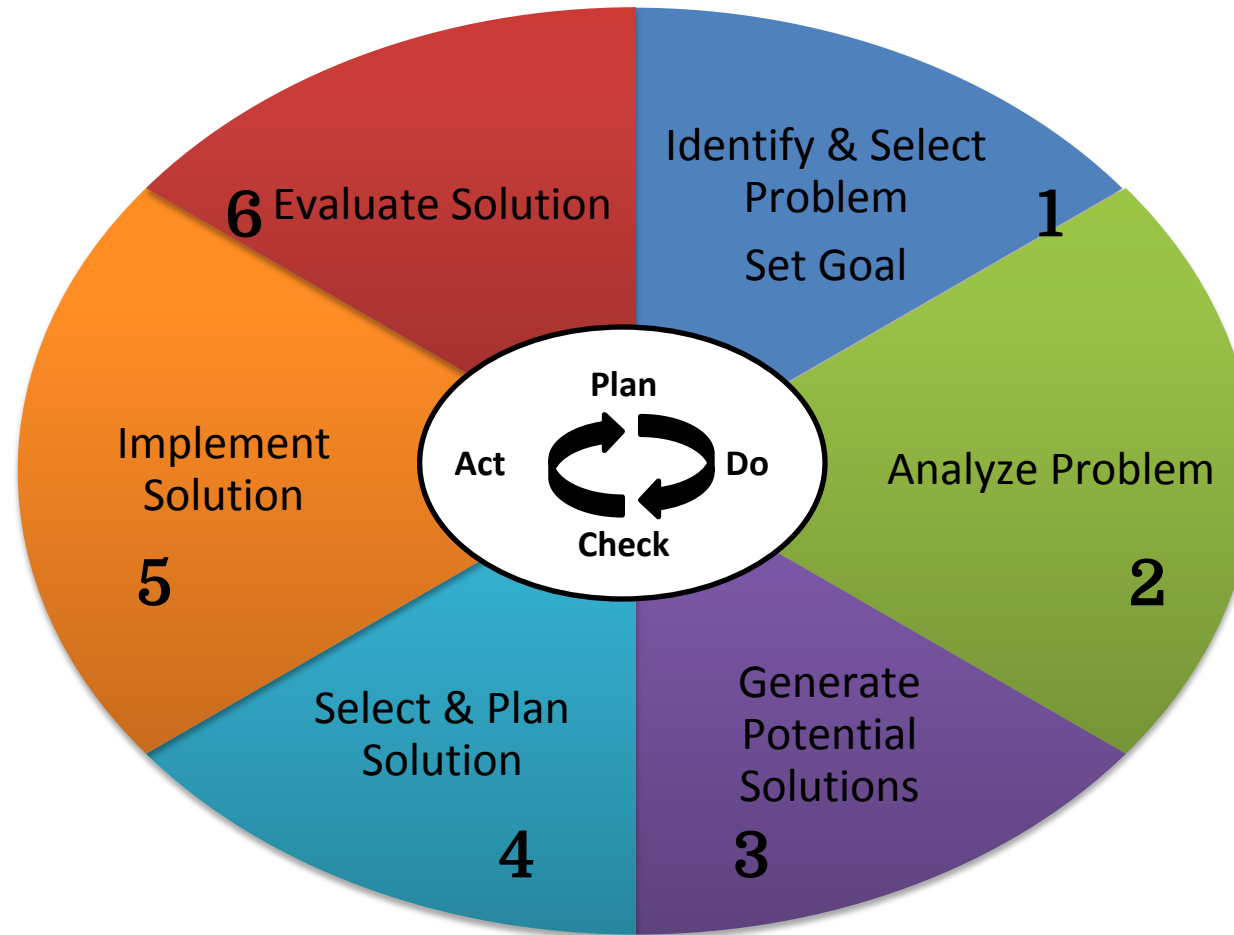 Identify & Select
Problem
Set Goal
1
Analyze Problem
2
Generate
Potential
Solutions
3
Select & Plan
Solution
4
Implement
Solution
5
6 Evaluate Solution
Plan
Do
Check
Act